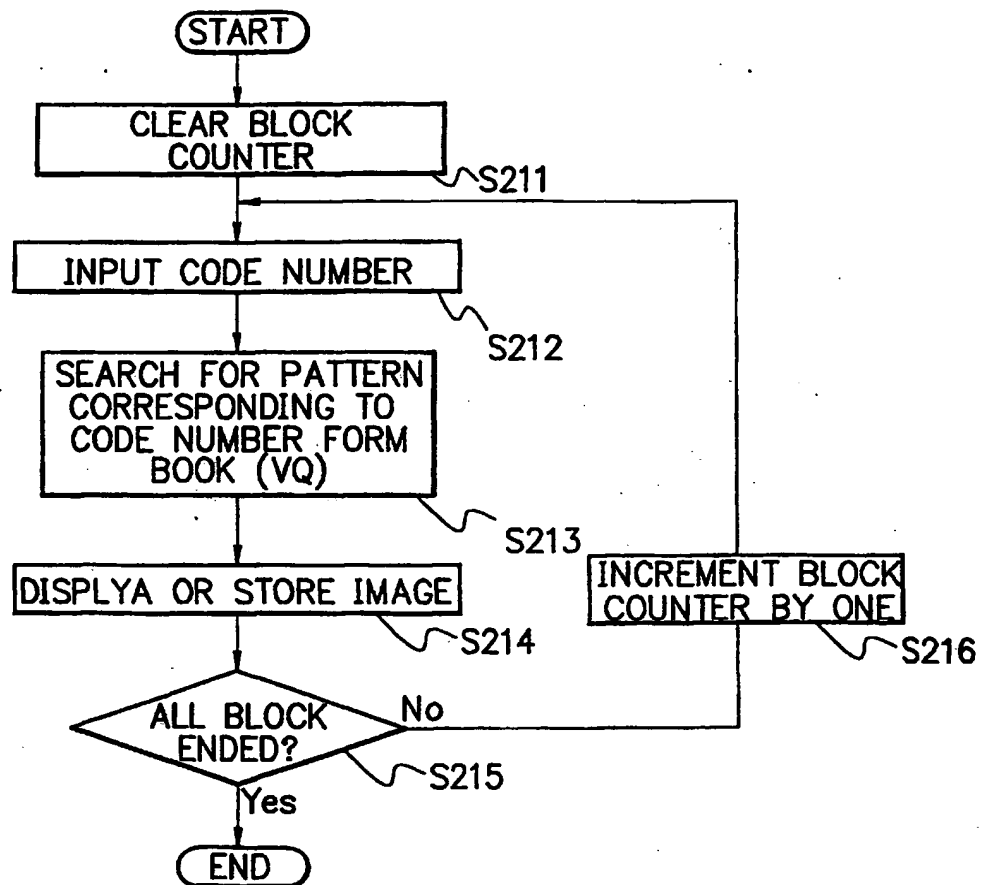 START
CLEAR BLOCK
COUNTER
S211
INPUT CODE NUMBER
S212
SEARCH FOR PATTERN
CORRESPONDING TO
CODE NUMBER FORM
BOOK (VQ)
S213
DISPLYA OR STORE IMAGE
S214
INCREMENT BLOCK
COUNTER BY ONE
S216
ALL BLOCK
ENDED?
No
S215
Yes
END